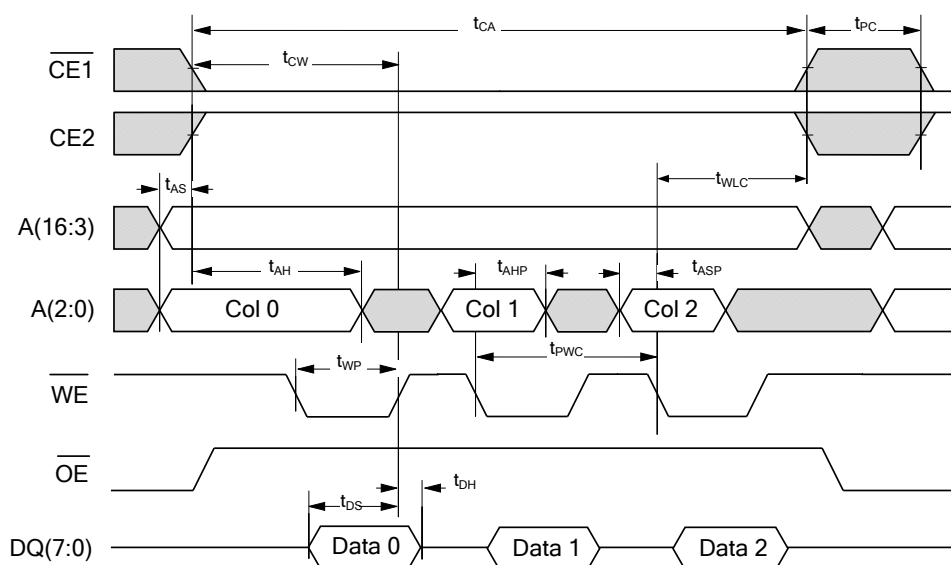 tCA
tPC
CE1
tCW
CE2
tAS
tWLC
A(16:3)
tAH
tAHP
tASP
A(2:0)
Col 0
Col 1
Col 2
tWP
tPWC
WE
OE
tDS
tDH
DQ(7:0)
Data 0
Data 1
Data 2